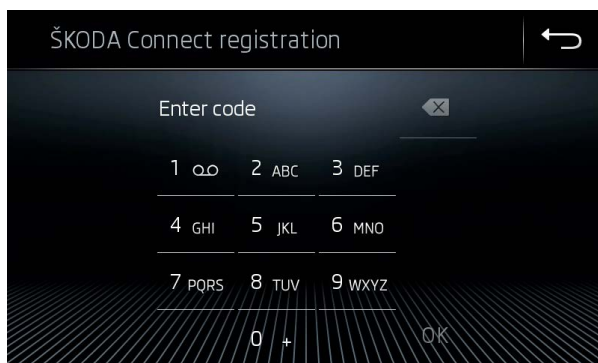 ŠKODA Connect registration
Enter code
1 2 ABC 3 DEF
4 GHI 5 JKL 6 MNO
7 PQRS 8 TUV 9 WXYZ
0 + OK